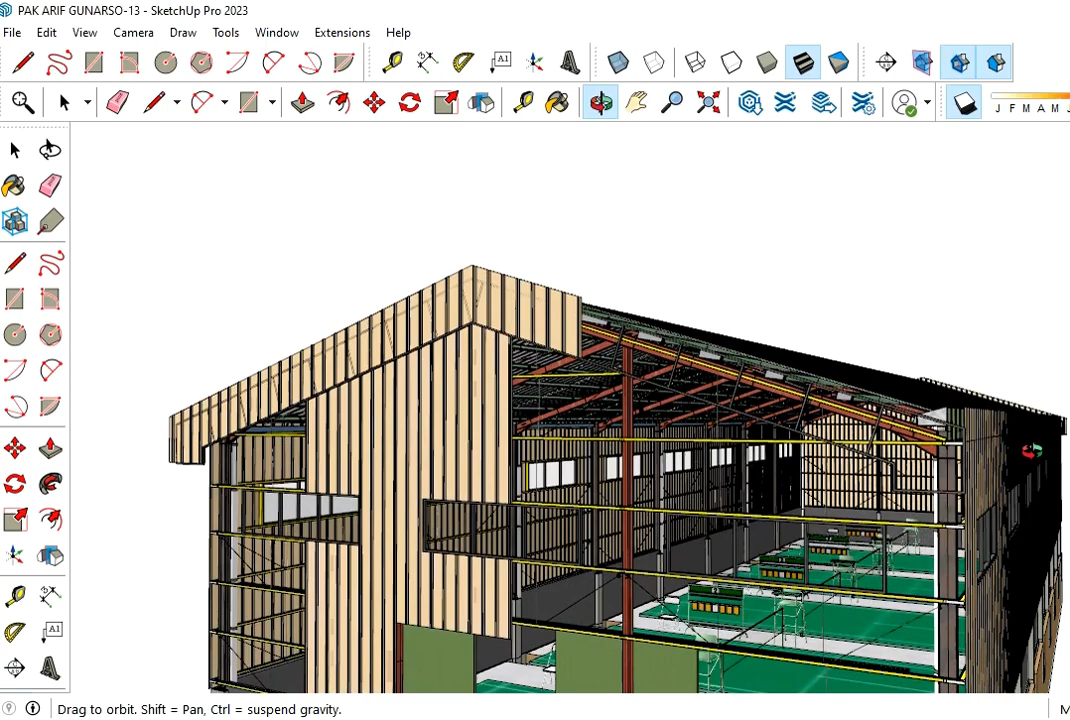 PAK ARIF GUNARSO-13 - SketchUp Pro 2023
File Edit View Camera Draw Tools Window Extensions Help
A1
J F M A M J
A1
Drag to orbit. Shift = Pan, Ctrl = suspend gravity.
M